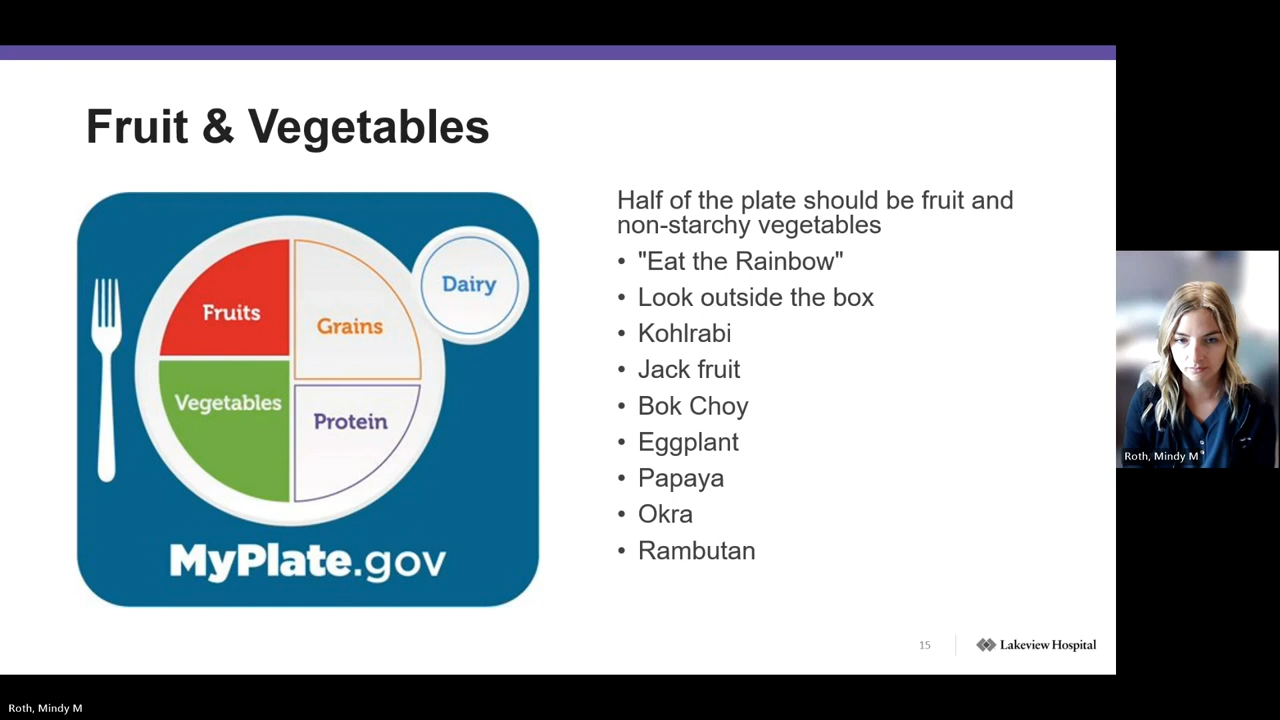 Fruit & Vegetables
Fruits
Grains
Dairy
Vegetables
Protein
MyPlate.gov
Half of the plate should be fruit and
non-starchy vegetables
• "Eat the Rainbow"
• Look outside the box
• Kohlrabi
• Jack fruit
• Bok Choy
• Eggplant
• Papaya
• Okra
• Rambutan
15
Lakeview Hospital
Roth, Mindy M
Roth, Mindy M